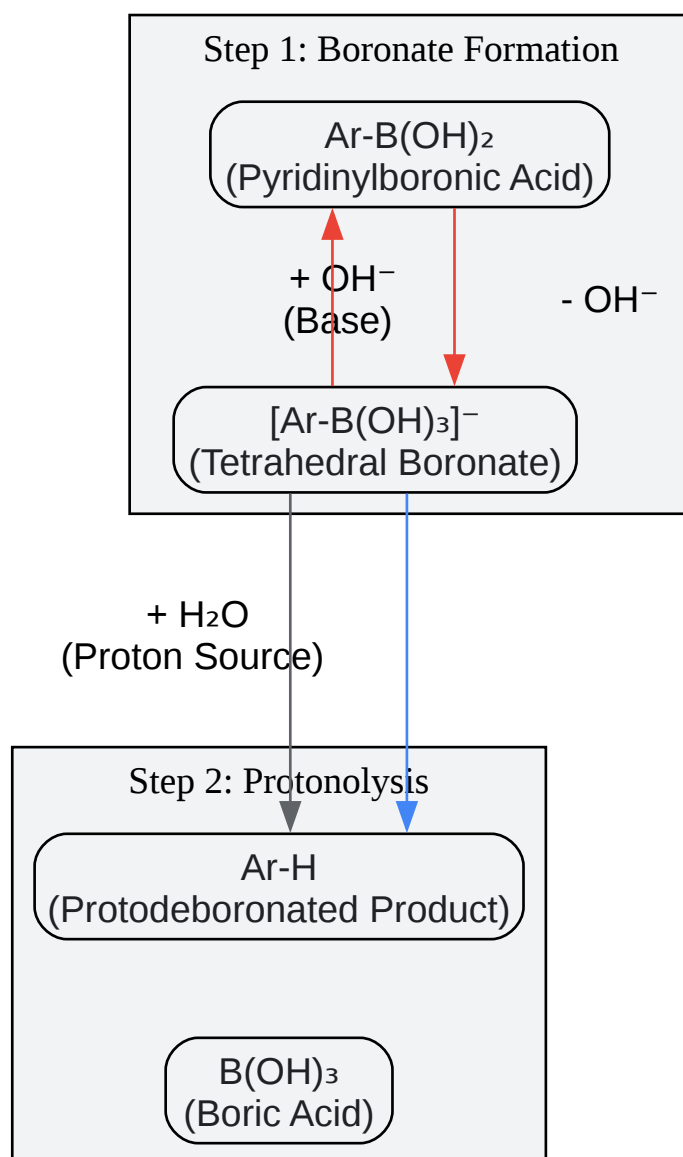 Step 1: Boronate Formation
Ar-B(OH)₂
(Pyridinylboronic Acid)
+ OH⁻
(Base)
- OH⁻
[Ar-B(OH)₃]⁻
(Tetrahedral Boronate)
+ H₂O
(Proton Source)
Step 2: Protonolysis
Ar-H
(Protodeboronated Product)
B(OH)₃
(Boric Acid)